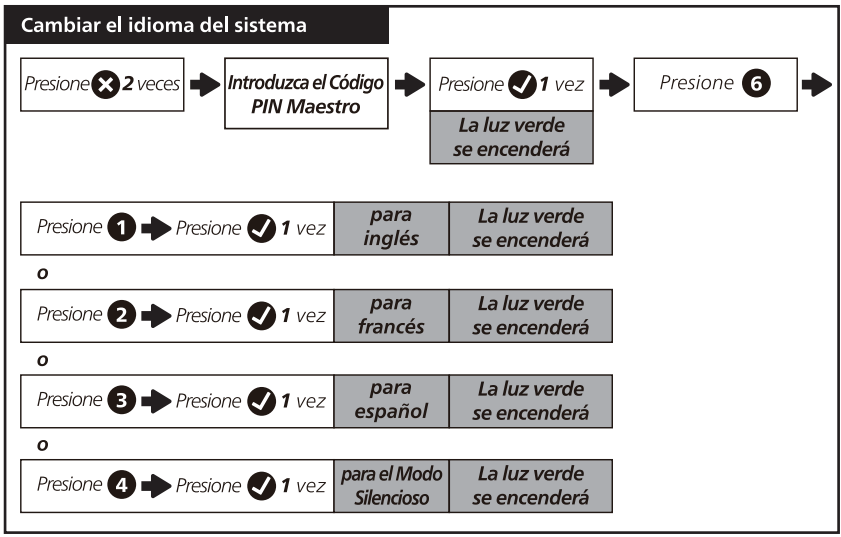 Cambiar el idioma del sistema
Presione ✖ 2 veces
Introduzca el Código
PIN Maestro
Presione ✔ 1 vez
La luz verde
se encenderá
Presione 6
Presione 1 Presione ✔ 1 vez
para
inglés
La luz verde
se encenderá
o
Presione 2 Presione ✔ 1 vez
para
francés
La luz verde
se encenderá
o
Presione 3 Presione ✔ 1 vez
para
español
La luz verde
se encenderá
o
Presione 4 Presione ✔ 1 vez
para el Modo
Silencioso
La luz verde
se encenderá